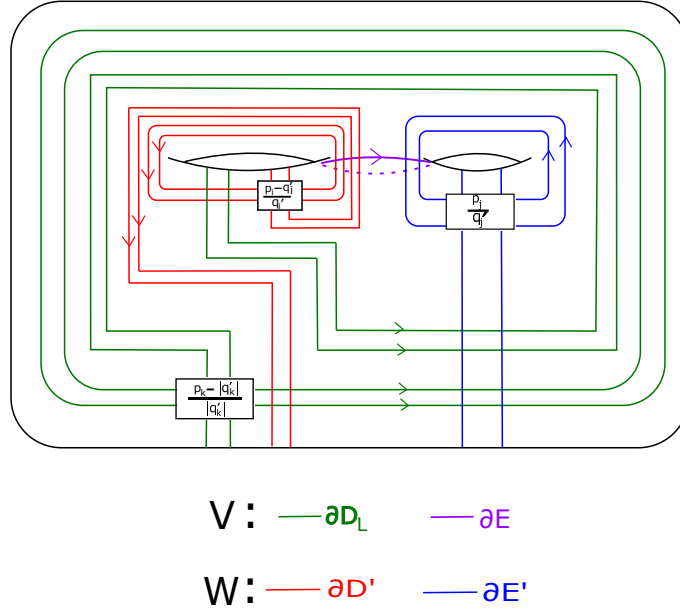 pᵢ-qᵢ'
qᵢ'
pⱼ
qⱼ'
pₖ-|qₖ'|
|qₖ'|
V: ∂D_L ∂E
W: ∂D' ∂E'